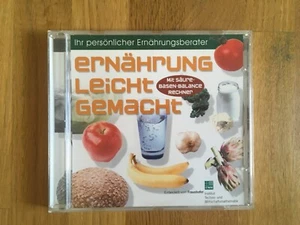 Ihr persönlicher Ernährungsberater
ernährung
Leicht
gemacht
Mit Säure-
Basen-Balance
Rechner